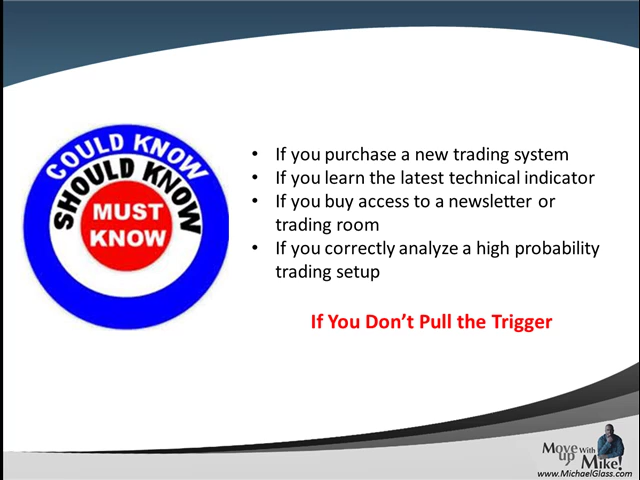 COULD KNOW
SHOULD KNOW
MUST
KNOW
• If you purchase a new trading system
• If you learn the latest technical indicator
• If you buy access to a newsletter or
trading room
• If you correctly analyze a high probability
trading setup
If You Don't Pull the Trigger
Move With
up Mike!
www.MichaelGlass.com